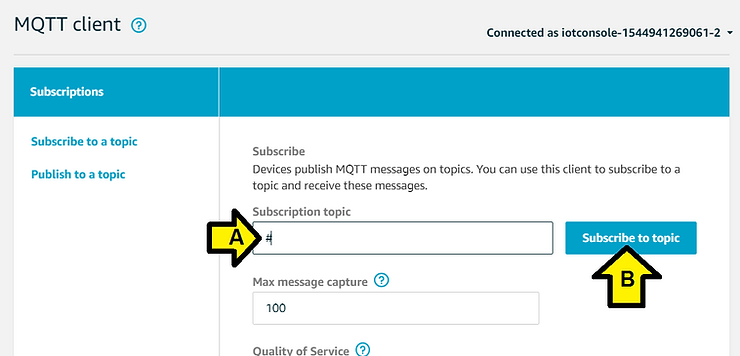 MQTT client ?
Connected as iotconsole-1544941269061-2
Subscriptions
Subscribe to a topic
Publish to a topic
Subscribe
Devices publish MQTT messages on topics. You can use this client to subscribe to a
topic and receive these messages.
Subscription topic
A #
Subscribe to topic
B
Max message capture ?
100
Quality of Service ?